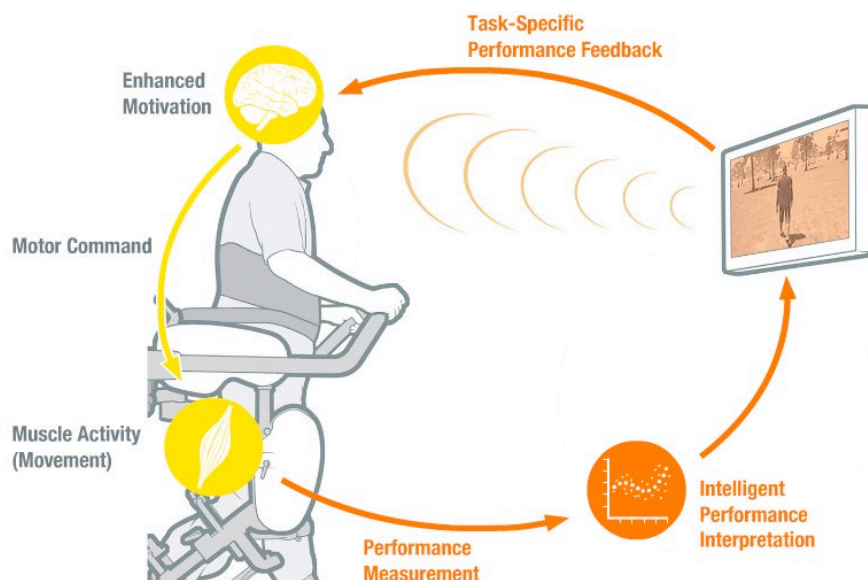 Task-Specific
Performance Feedback
Enhanced
Motivation
Motor Command
Muscle Activity
(Movement)
Intelligent
Performance
Interpretation
Performance
Measurement